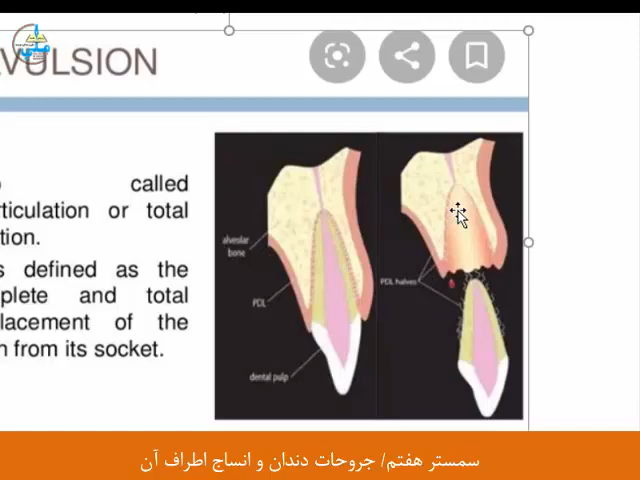 VULSION
called
rticulation or total
tion.
s defined as the
plete and total
lacement of the
from its socket.
alveolar
bone
PDL
dental pulp
PDL halves
سمستر هفتم/ جروحات دندان و انساج اطراف آن